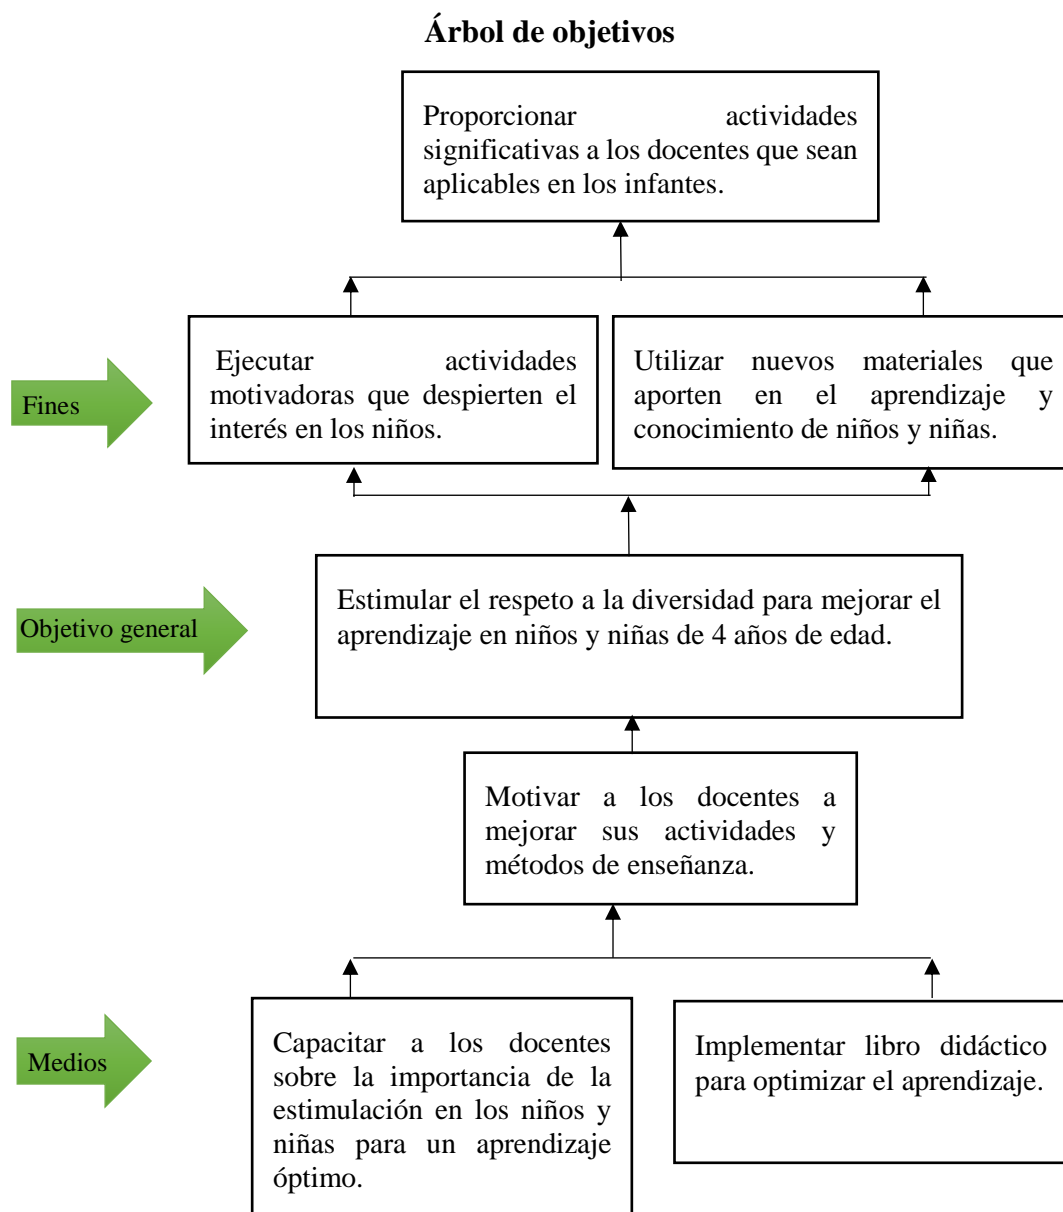 Árbol de objetivos
Proporcionar actividades
significativas a los docentes que sean
aplicables en los infantes.
Fines
Ejecutar actividades
motivadoras que despierten el
interés en los niños.
Utilizar nuevos materiales que
aporten en el aprendizaje y
conocimiento de niños y niñas.
Objetivo general
Estimular el respeto a la diversidad para mejorar el
aprendizaje en niños y niñas de 4 años de edad.
Motivar a los docentes a
mejorar sus actividades y
métodos de enseñanza.
Medios
Capacitar a los docentes
sobre la importancia de la
estimulación en los niños y
niñas para un aprendizaje
óptimo.
Implementar libro didáctico
para optimizar el aprendizaje.